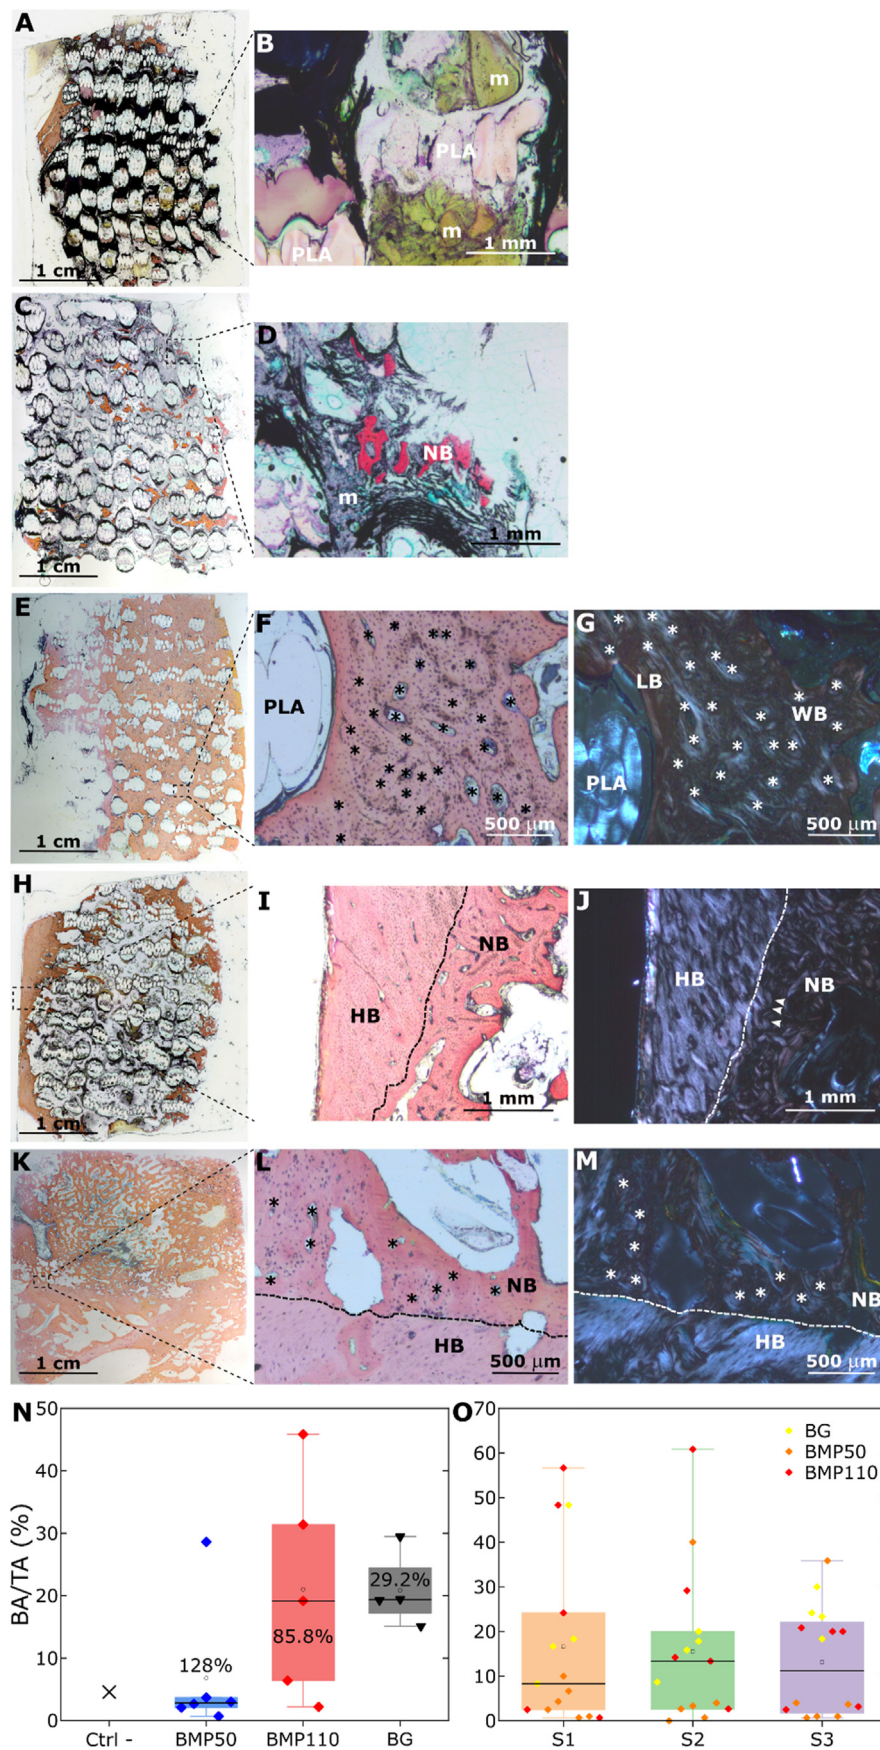 A
1 cm
B
m
PLA
m
PLA
1 mm
C
1 cm
D
NB
m
1 mm
E
1 cm
F
** 
PLA
500 μm
G
LB
WB
PLA
500 μm
H
1 cm
I
NB
HB
1 mm
J
HB
NB
1 mm
K
1 cm
L
NB
HB
500 μm
M
NB
HB
500 μm
N
BA/TA (%)
50
40
30
20
10
0
128%
85.8%
29.2%
Ctrl -
BMP50
BMP110
BG
O
70
60
50
40
30
20
10
0
BG
BMP50
BMP110
S1
S2
S3